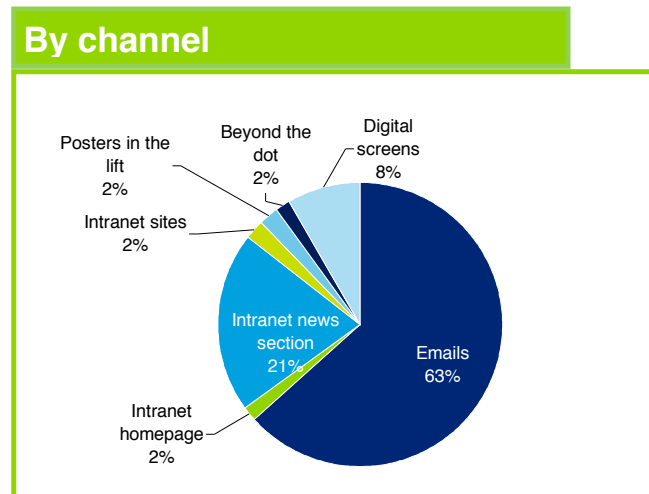 By channel
Posters in the
lift
2%
Beyond the
dot
2%
Digital
screens
8%
Intranet sites
2%
Intranet news
section
21%
Emails
63%
Intranet
homepage
2%